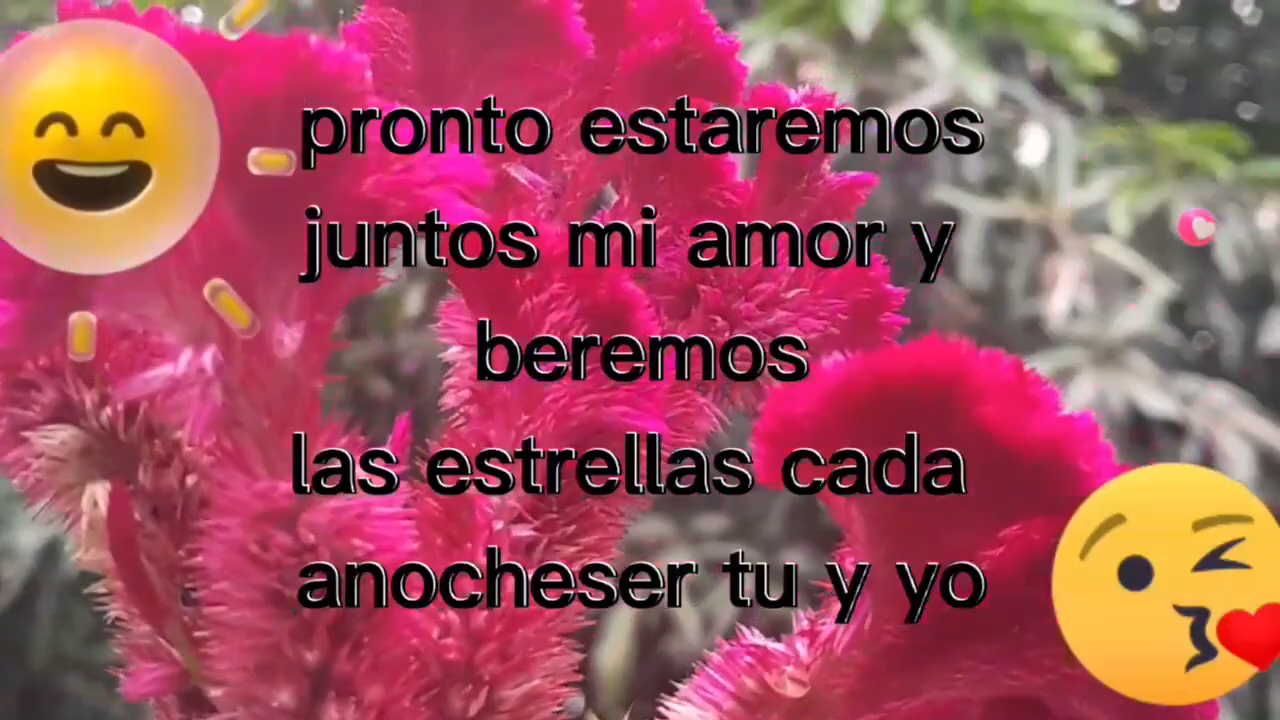 pronto estaremos
juntos mi amor y
beremos
las estrellas cada
anocheser tu y yo